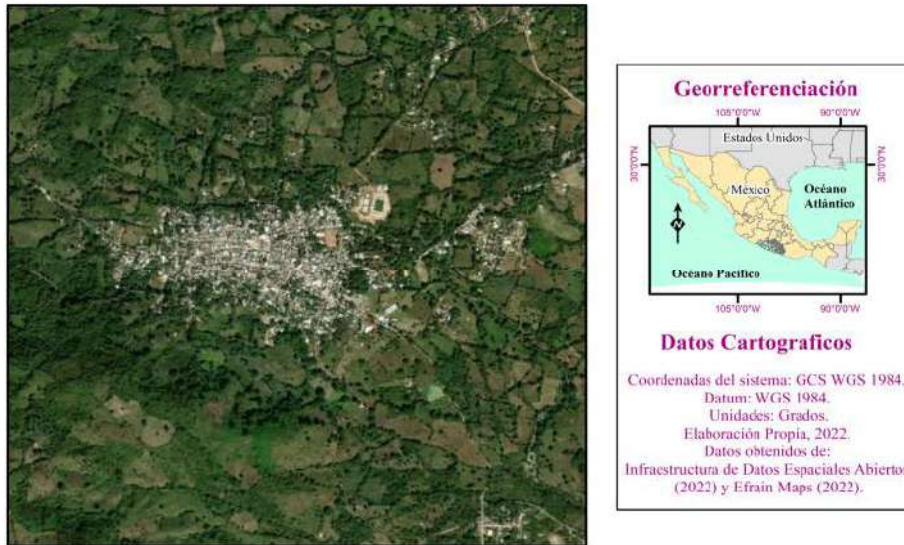 Georreferenciación
105°0'0"W 90°0'0"W
Estados Unidos
30°0'0"N 30°0'0"N
Océano
Atlántico
México
N
Océano Pacífico
105°0'0"W 90°0'0"W
Datos Cartograficos
Coordenadas del sistema: GCS WGS 1984.
Datum: WGS 1984.
Unidades: Grados.
Elaboración Propia, 2022.
Datos obtenidos de:
Infraestructura de Datos Espaciales Abiertos
(2022) y Efrain Maps (2022).